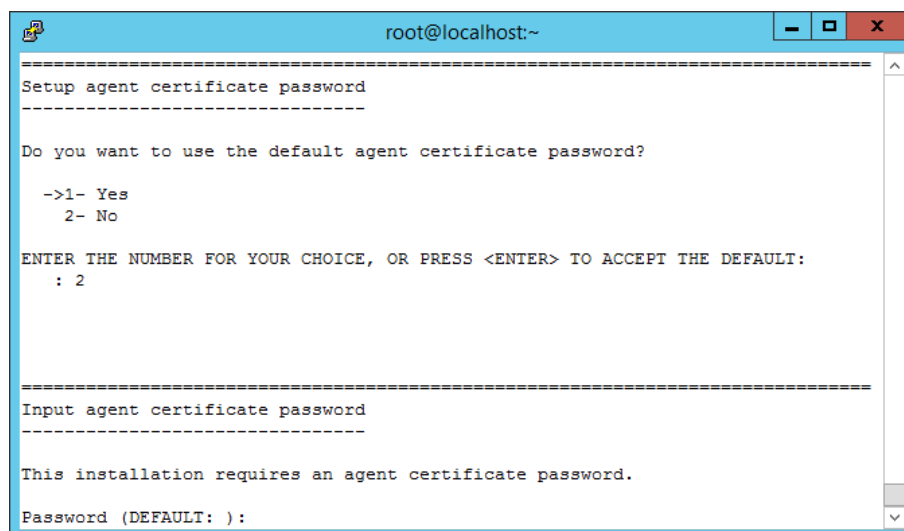 root@localhost:~
===============================================================================
Setup agent certificate password
--------------------------------
Do you want to use the default agent certificate password?
->1- Yes
2- No
ENTER THE NUMBER FOR YOUR CHOICE, OR PRESS <ENTER> TO ACCEPT THE DEFAULT:
: 2
===============================================================================
Input agent certificate password
--------------------------------
This installation requires an agent certificate password.
Password (DEFAULT: ):